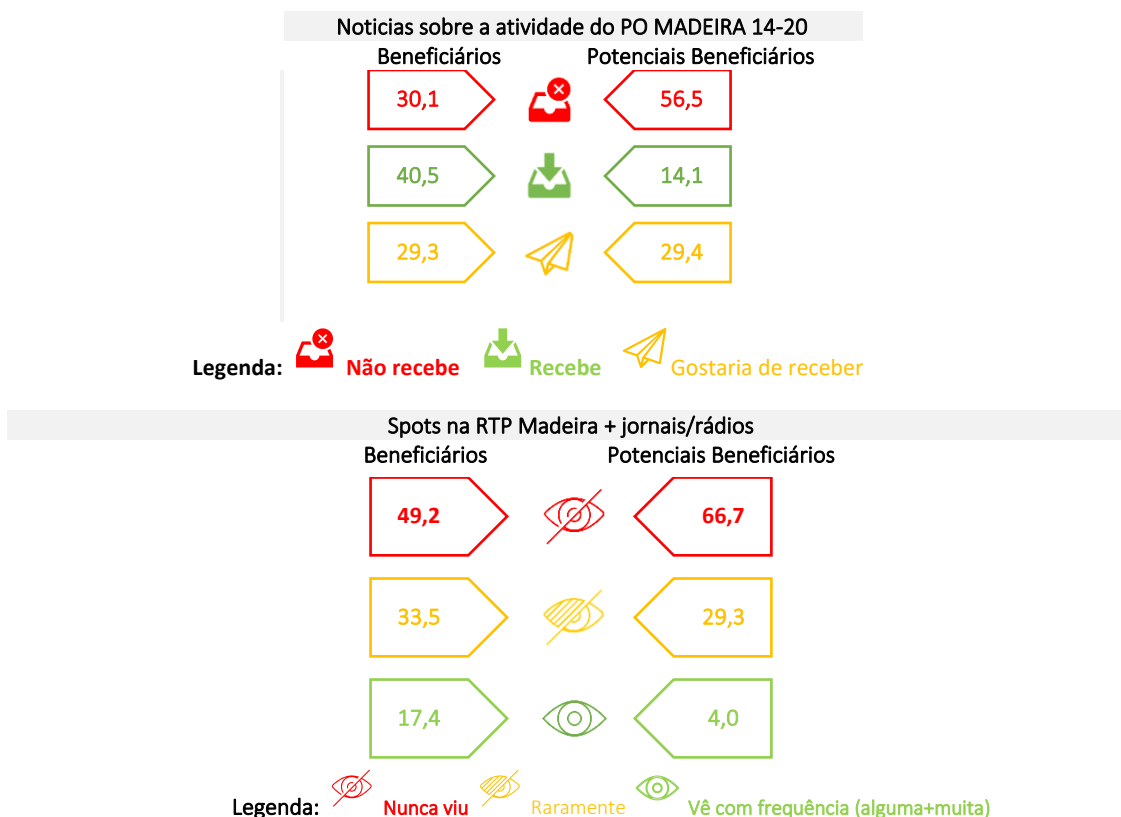 Noticias sobre a atividade do PO MADEIRA 14-20
Beneficiários Potenciais Beneficiários
30,1 56,5
40,5 14,1
29,3 29,4
Legenda: Não recebe Recebe Gostaria de receber
Spots na RTP Madeira + jornais/rádios
Beneficiários Potenciais Beneficiários
49,2 66,7
33,5 29,3
17,4 4,0
Legenda: Nunca viu Raramente Vê com frequência (alguma+muita)